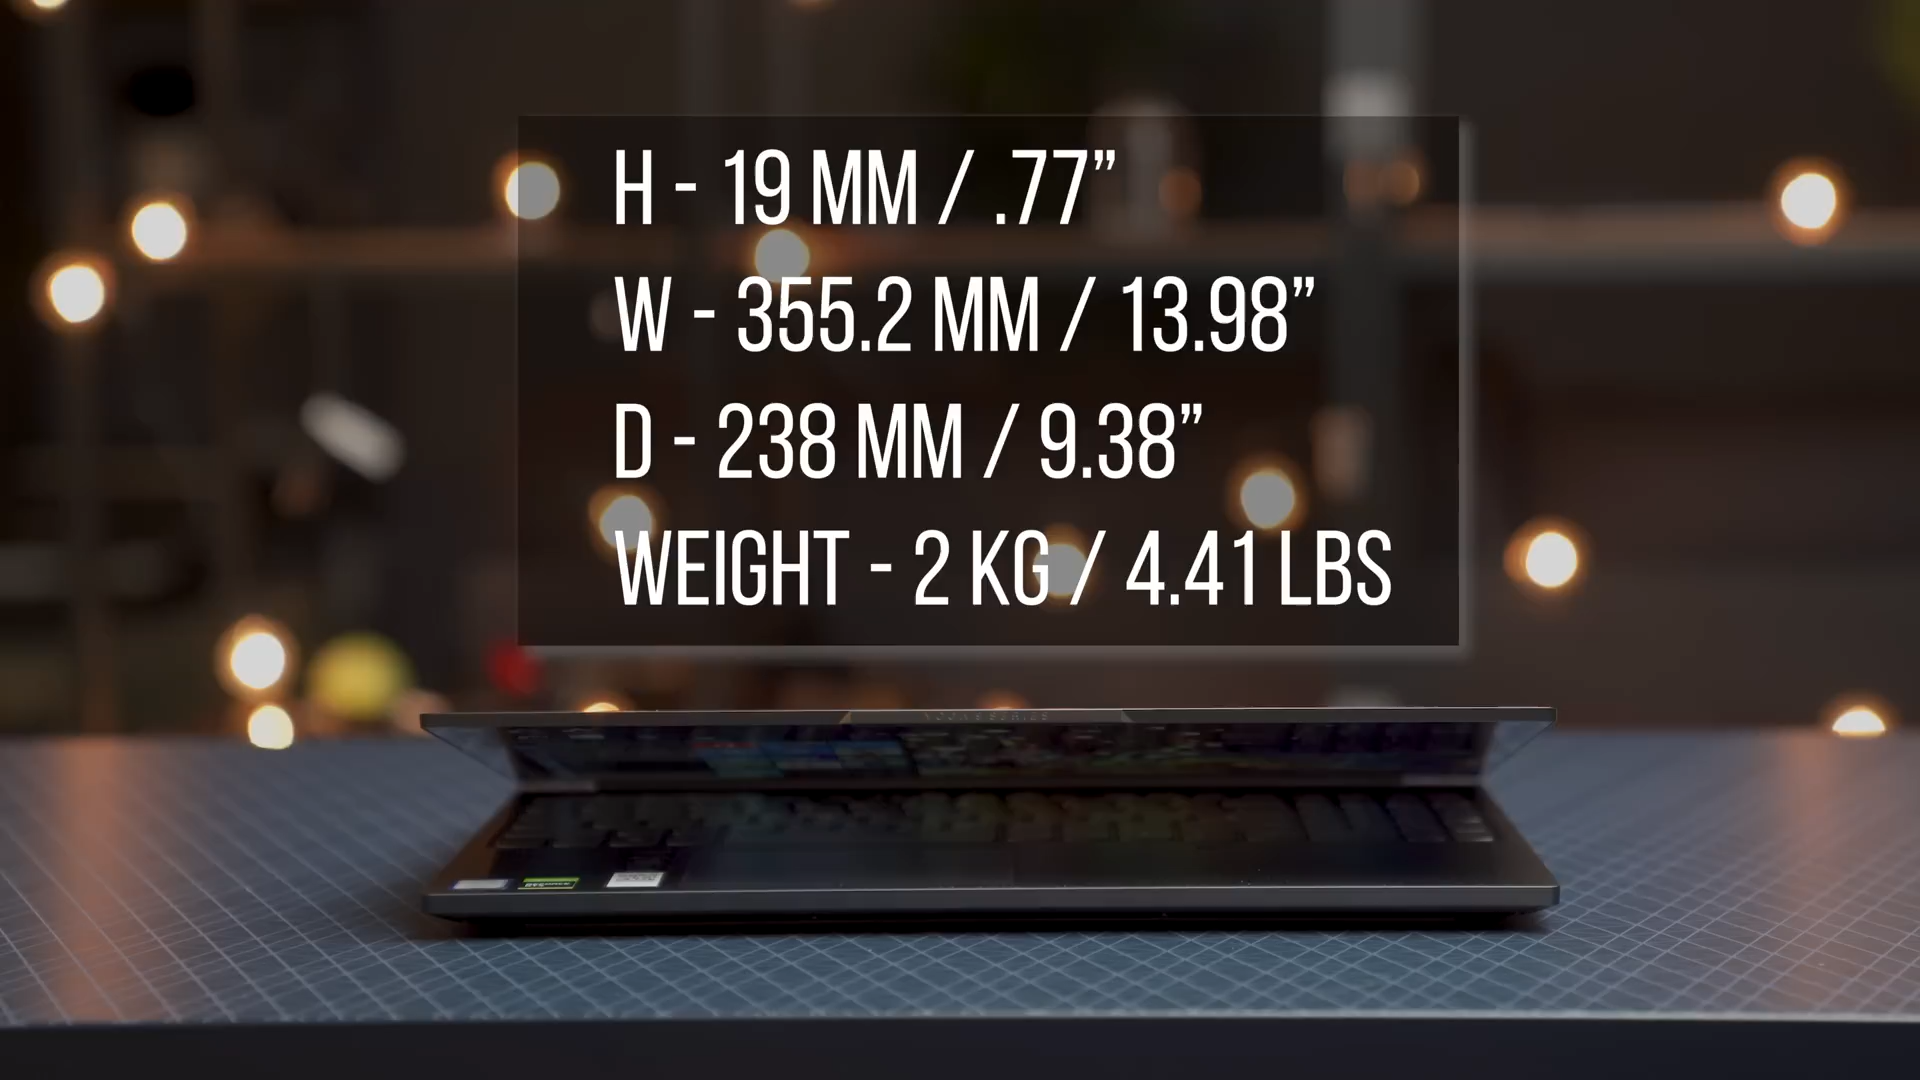 H - 19 MM / .77”
W - 355.2 MM / 13.98”
D - 238 MM / 9.38”
WEIGHT - 2 KG / 4.41 LBS